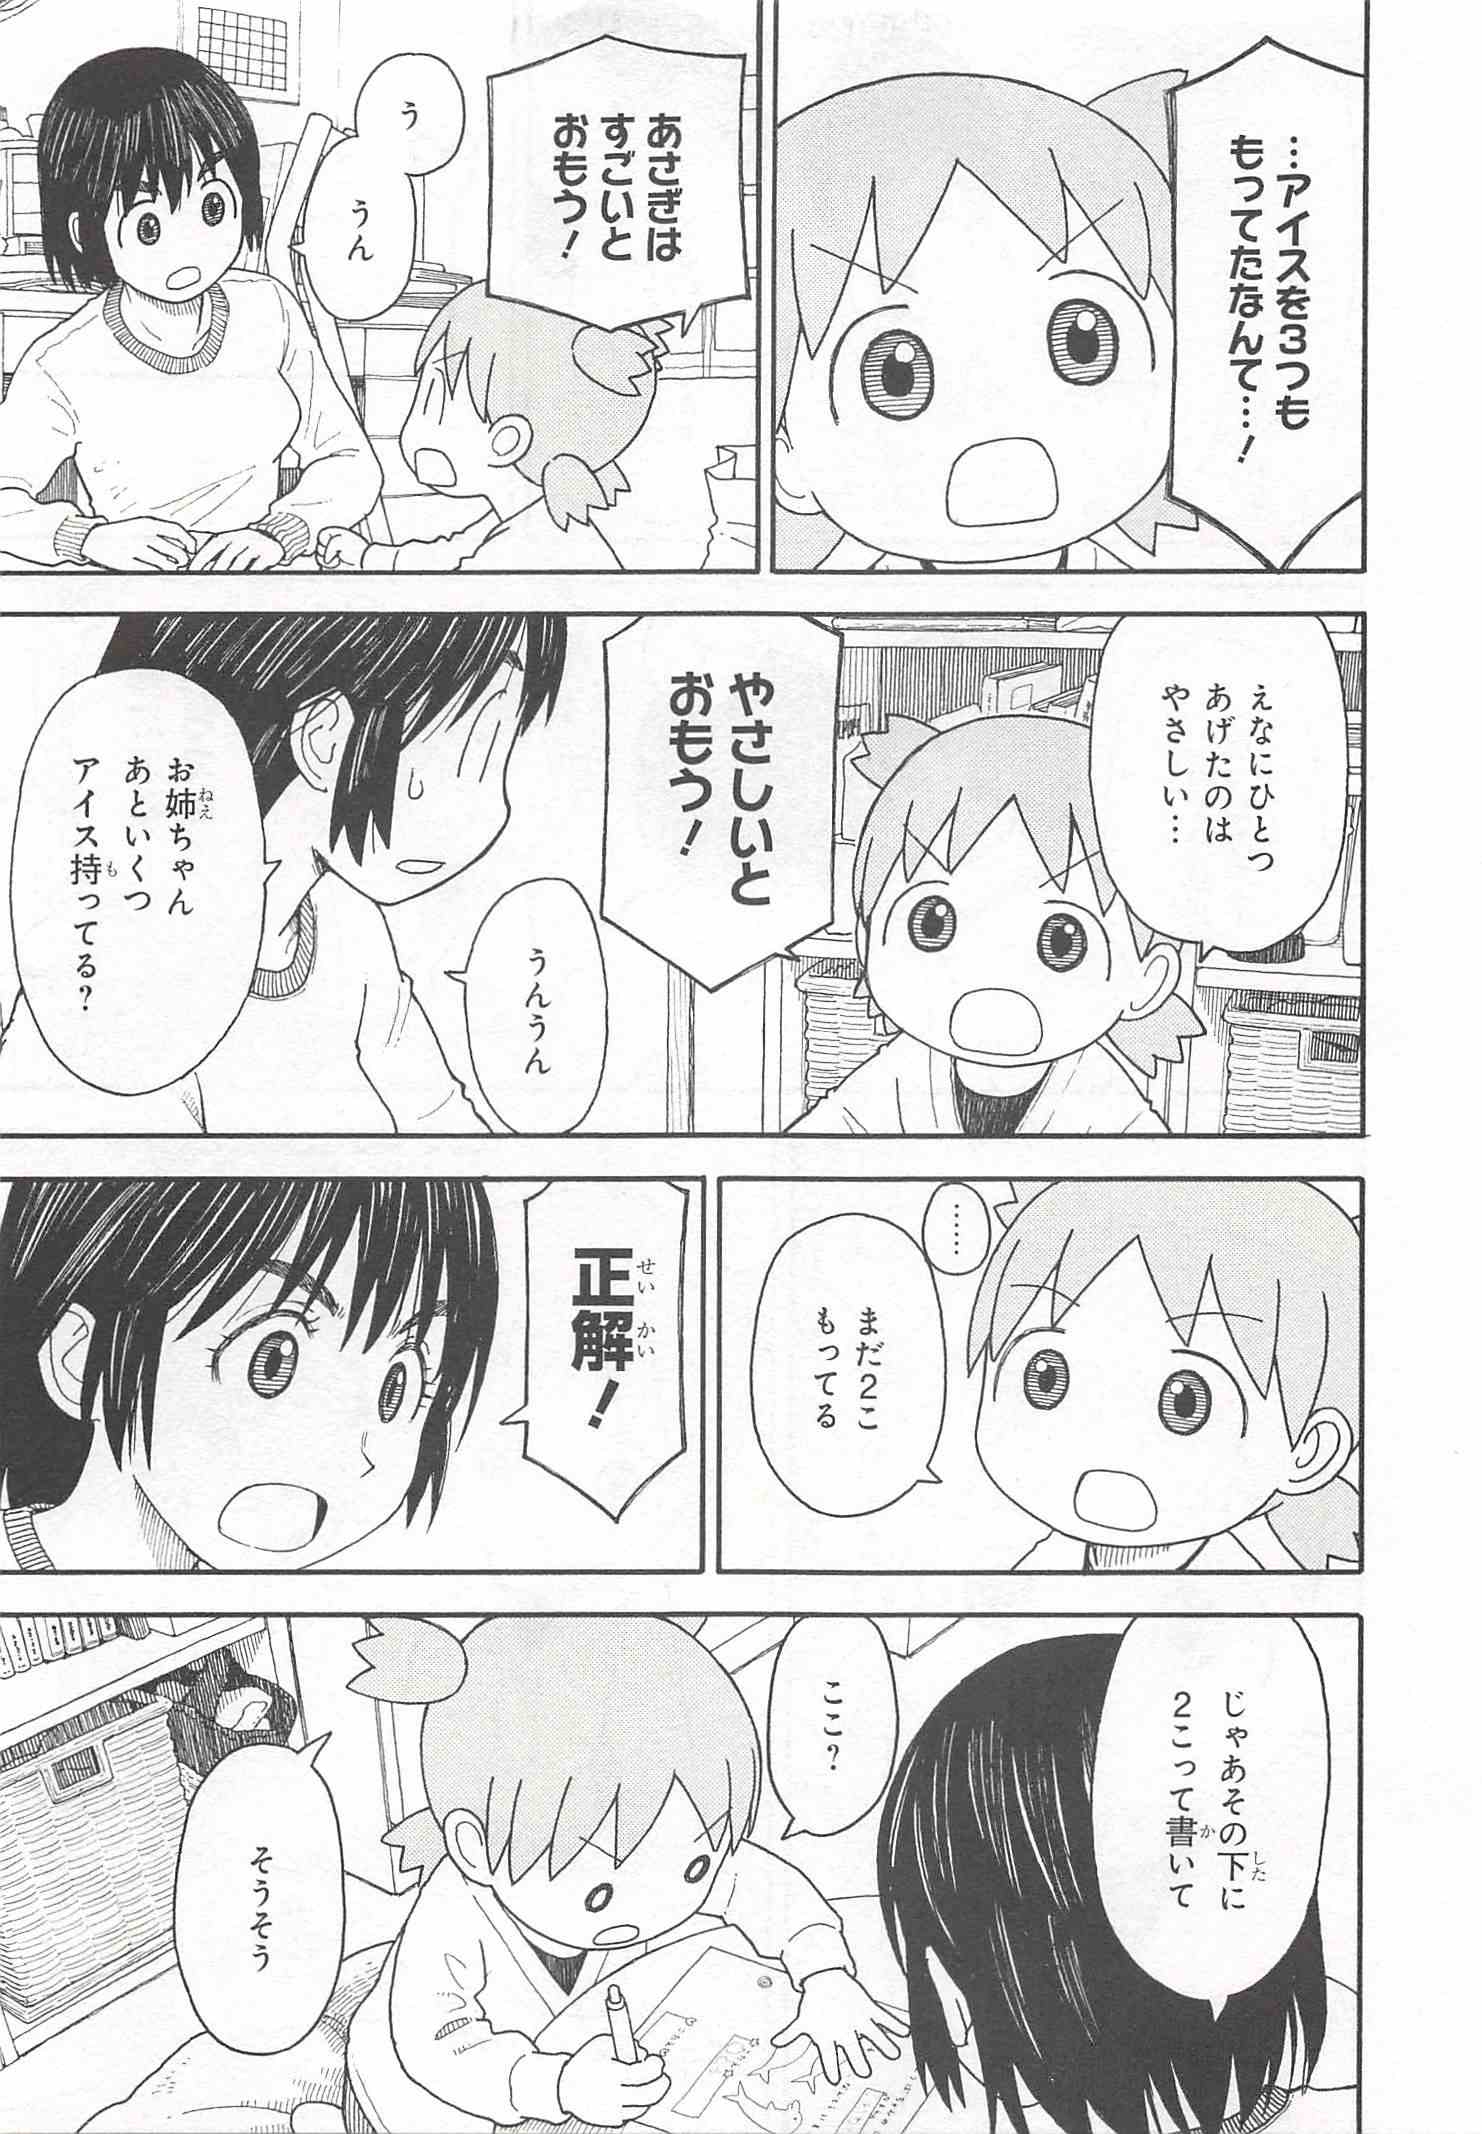 …アイスを3つも
もってたなんて…！
あさぎは
すごいと
おもう！
う
うん
えなにひとつ
あげたのは
やさしい…
やさしいと
おもう！
うんうん
お姉ちゃん
あといくつ
アイス持ってる？
……
まだ2こ
もってる
正解！
じゃあその下に
2こって書いて
ここ？
そうそう